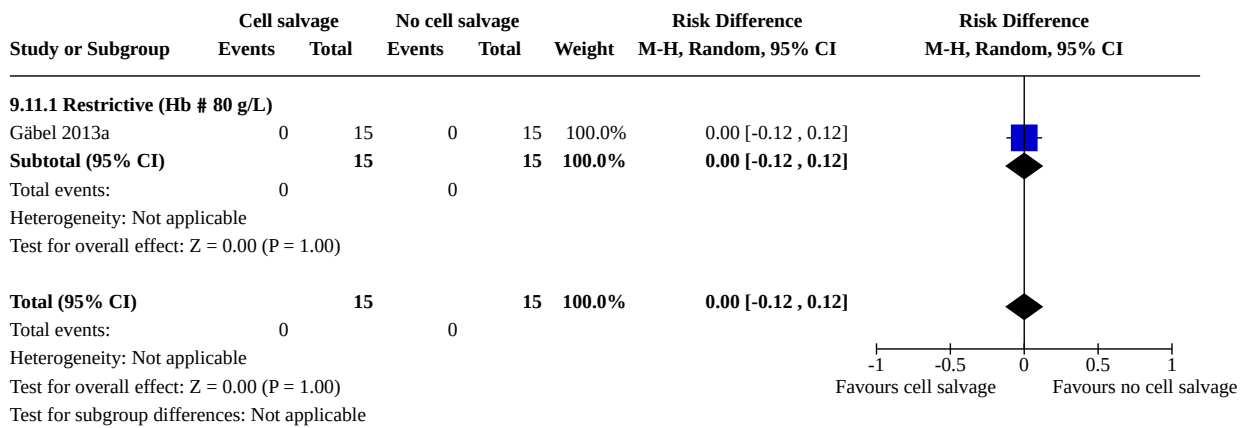 Cell salvage No cell salvage Risk Difference Risk Difference
Study or Subgroup Events Total Events Total Weight M-H, Random, 95% CI M-H, Random, 95% CI
9.11.1 Restrictive (Hb # 80 g/L)
Gäbel 2013a 0 15 0 15 100.0% 0.00 [-0.12 , 0.12]
Subtotal (95% CI) 15 15 100.0% 0.00 [-0.12 , 0.12]
Total events: 0 0
Heterogeneity: Not applicable
Test for overall effect: Z = 0.00 (P = 1.00)
Total (95% CI) 15 15 100.0% 0.00 [-0.12 , 0.12]
Total events: 0 0
Heterogeneity: Not applicable
Test for overall effect: Z = 0.00 (P = 1.00)
Test for subgroup differences: Not applicable
-1 -0.5 0 0.5 1
Favours cell salvage Favours no cell salvage